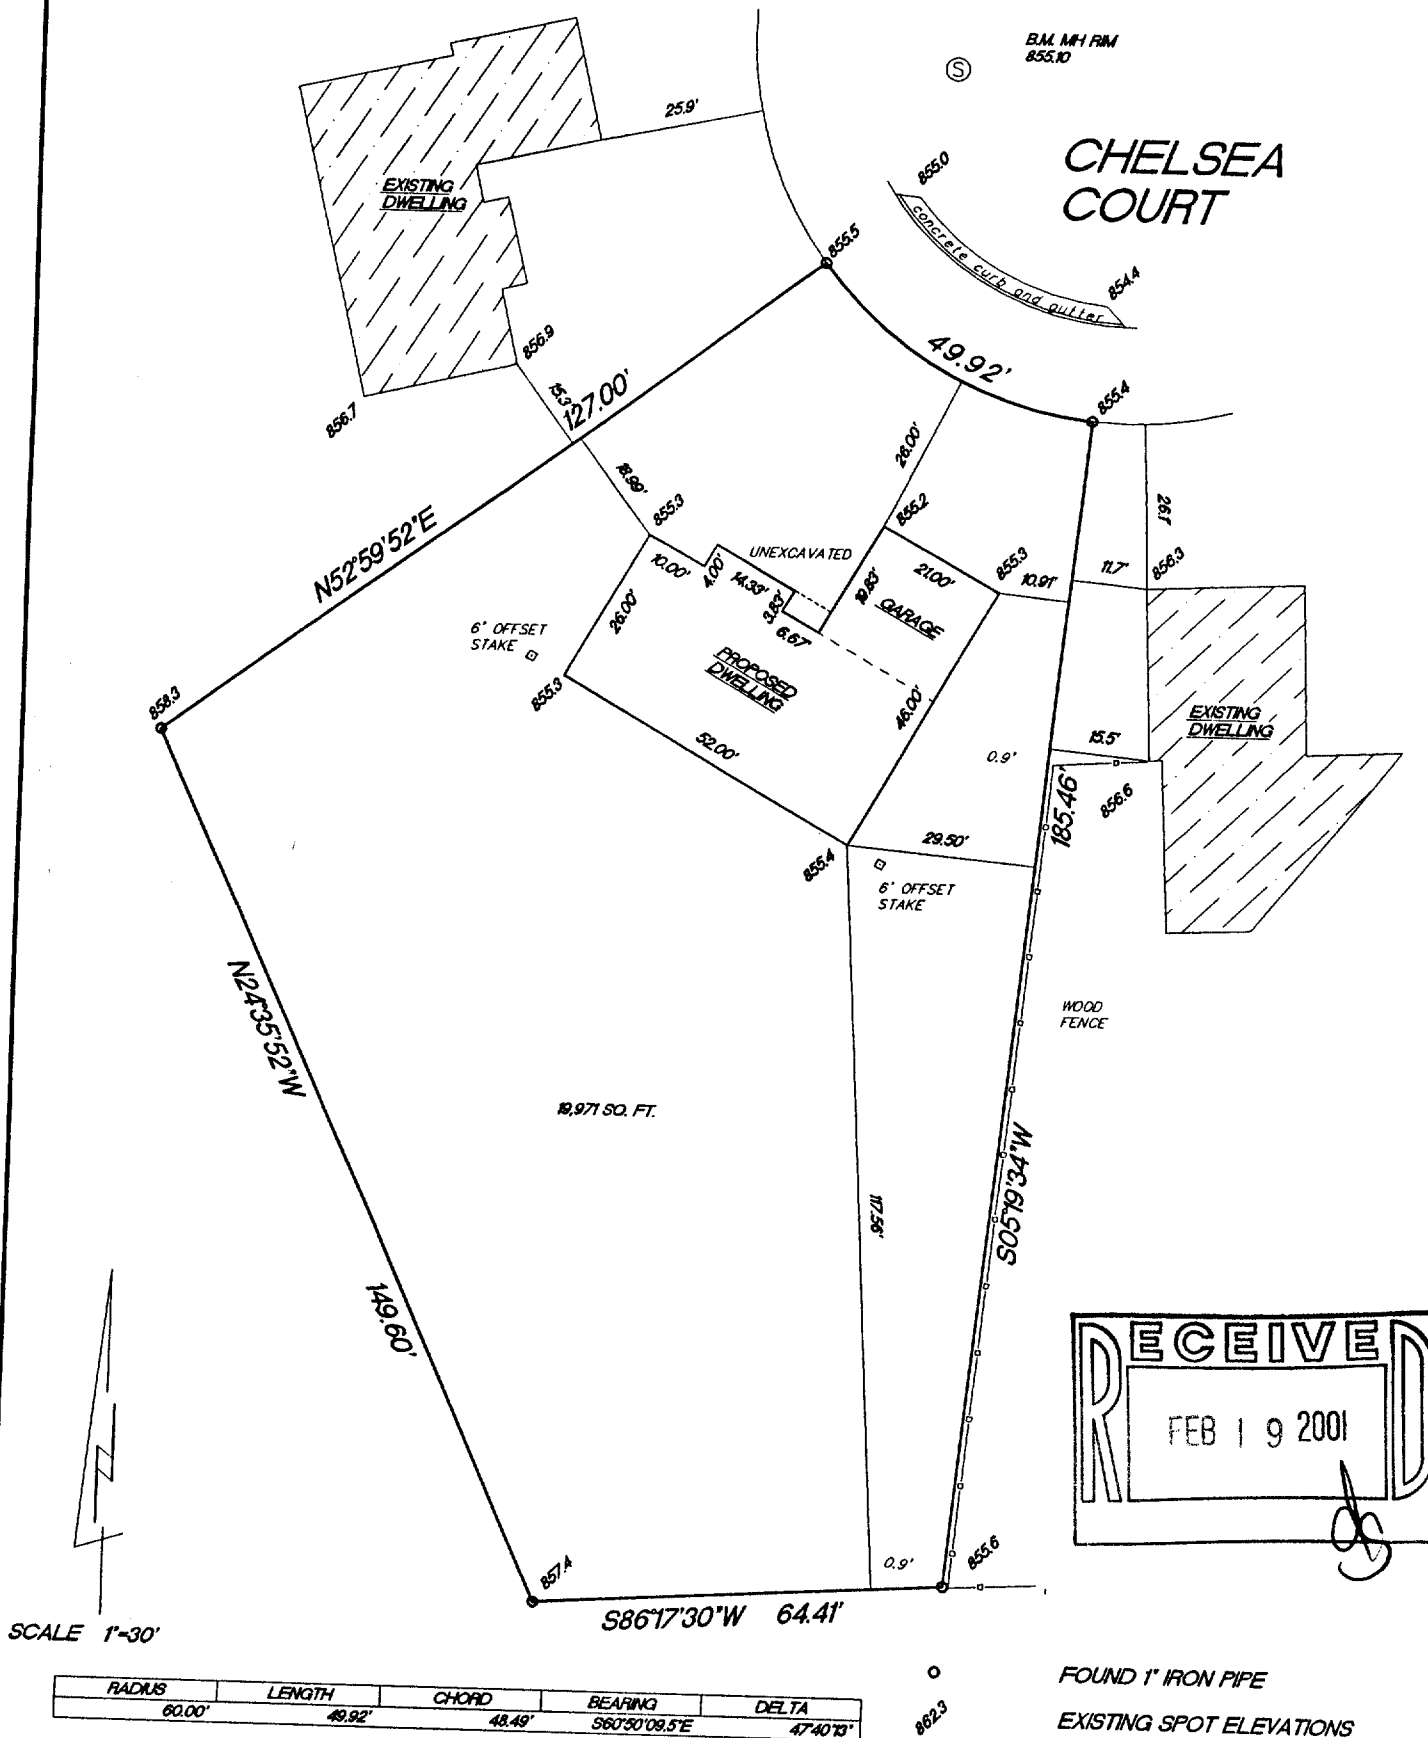 B.M. MH RIM
855.10
S
CHELSEA
COURT
25.9'
855.0
EXISTING
DWELLING
concrete curb and gutter
855.5
854.4
856.9
49.92'
15.3'
127.00'
855.4
856.7
26.00'
18.99'
855.3
855.2
26.1'
N52°59'52"E
UNEXCAVATED
855.3
11.7'
856.3
10.00'
4.00'
14.33'
21.00'
10.91'
19.83'
3.83'
GARAGE
26.00'
6.67'
6' OFFSET
STAKE
PROPOSED
DWELLING
855.3
858.3
46.00'
EXISTING
DWELLING
52.00'
15.5'
0.9'
185.46'
856.6
29.50'
855.4
6' OFFSET
STAKE
N24°35'52"W
WOOD
FENCE
19,971 SQ. FT.
S05°19'34"W
117.56'
149.60'
RECEIVED
FEB 19 2001
N
857.4
0.9'
855.6
S86°17'30"W 64.41'
SCALE 1"=30'
RADIUS LENGTH CHORD BEARING DELTA
60.00' 49.92' 48.49' S60°50'09.5"E 47°40'13"
FOUND 1" IRON PIPE
862.3 EXISTING SPOT ELEVATIONS